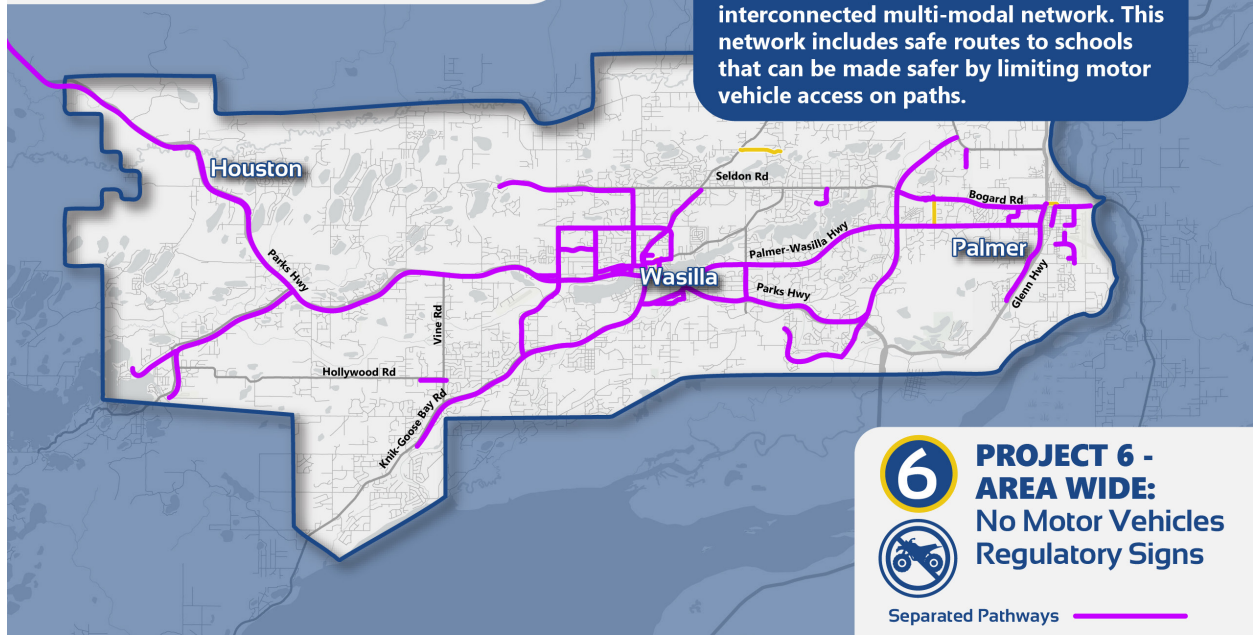 interconnected multi-modal network. This
network includes safe routes to schools
that can be made safer by limiting motor
vehicle access on paths.
Houston
Seldon Rd
Bogard Rd
Palmer-Wasilla Hwy
Palmer
Parks Hwy
Wasilla
Parks Hwy
Glenn Hwy
Vine Rd
Hollywood Rd
Knik-Goose Bay Rd
6
PROJECT 6 -
AREA WIDE:
No Motor Vehicles
Regulatory Signs
Separated Pathways